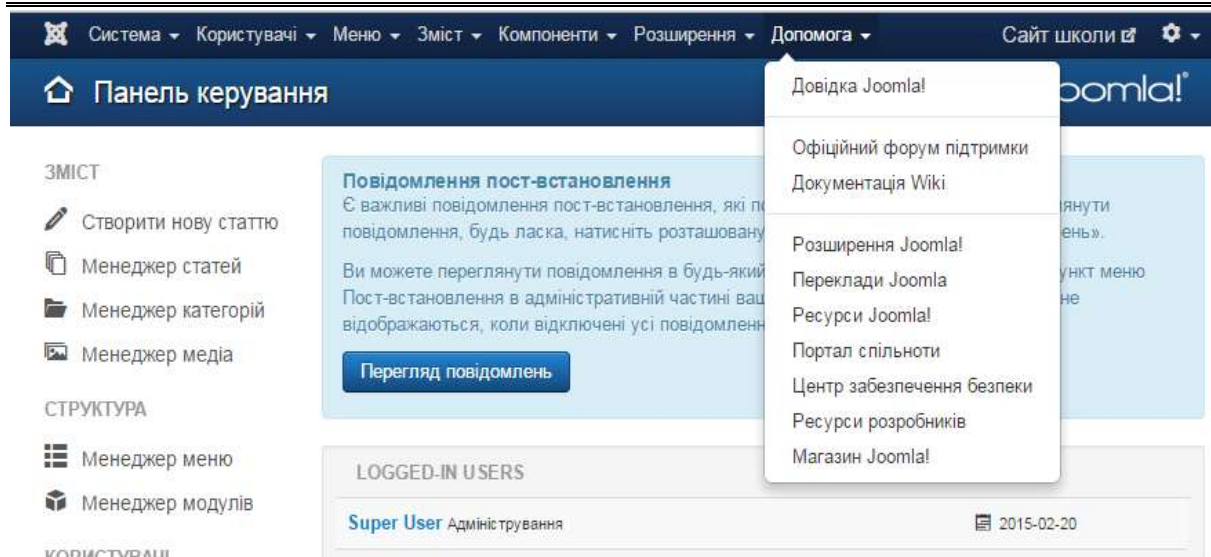 Система Користувачі Меню Зміст Компоненти Розширення Допомога Сайт школи
Панель керування
Довідка Joomla!
Офіційний форум підтримки
Документація Wiki
Розширення Joomla!
Переклади Joomla
Ресурси Joomla!
Портал спільноти
Центр забезпечення безпеки
Ресурси розробників
Магазин Joomla!
ЗМІСТ
Створити нову статтю
Менеджер статей
Менеджер категорій
Менеджер медіа
СТРУКТУРА
Менеджер меню
Менеджер модулів
Повідомлення пост-встановлення
Є важливі повідомлення пост-встановлення, які
повідомлення, будь ласка, натисніть
Ви можете переглянути повідомлення в будь-який меню
Пост-встановлення в адміністративній частині не
відображаються, коли відключені усі
Перегляд повідомлень
LOGGED-IN USERS
Super User Адміністрування 2015-02-20